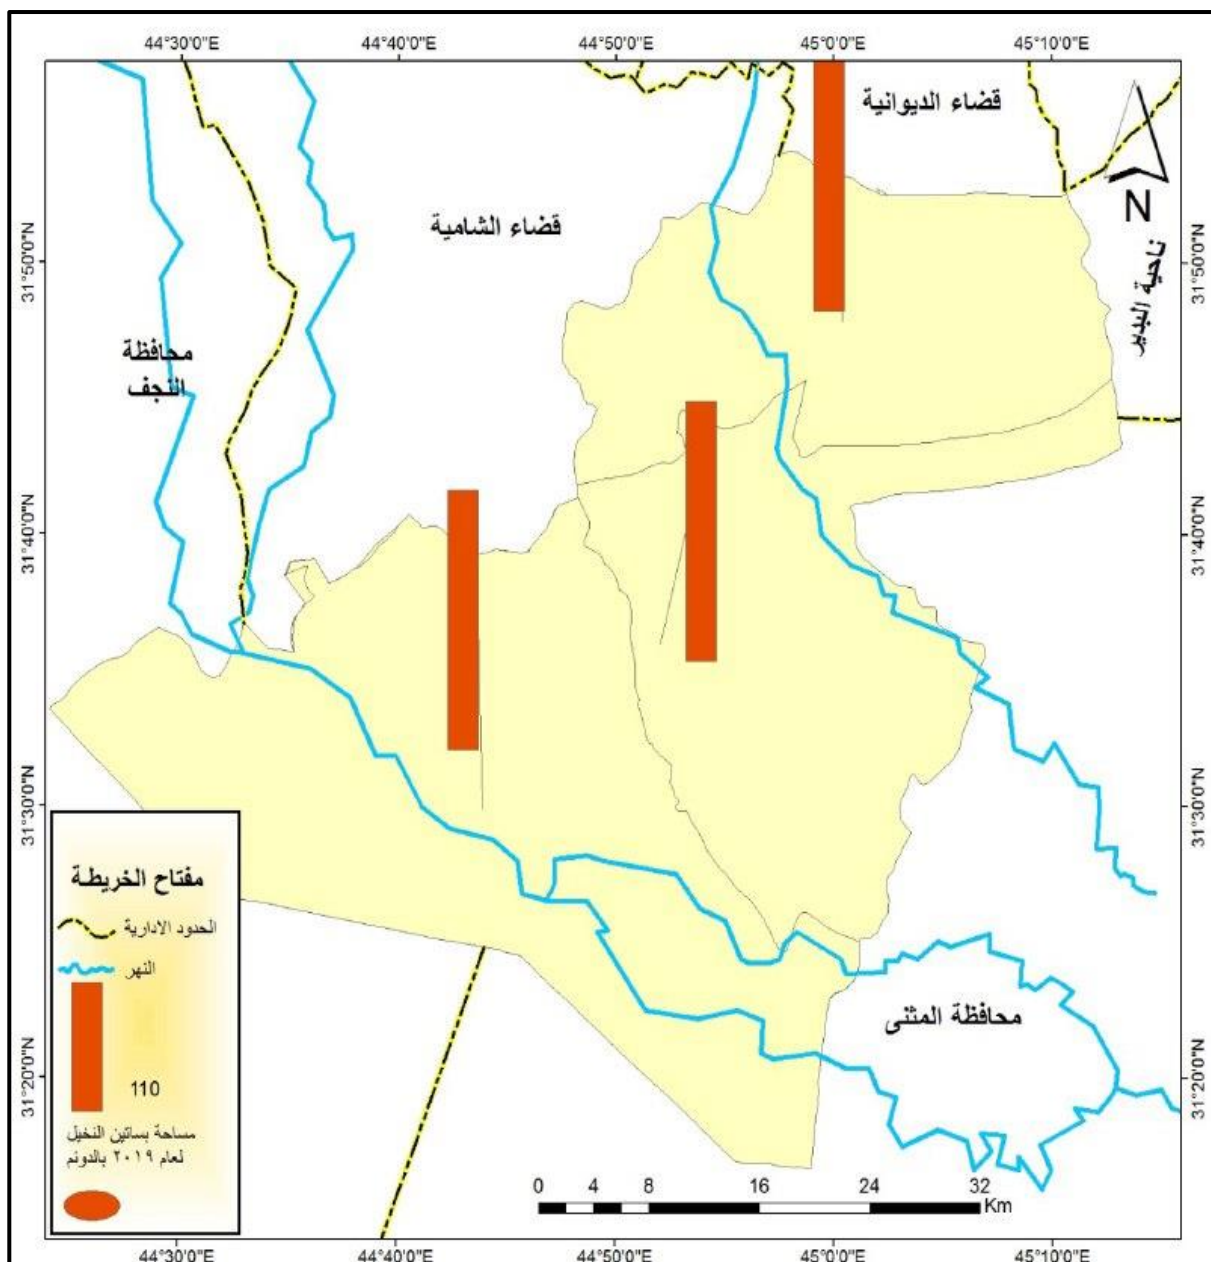 44°30'0"E 44°40'0"E 44°50'0"E 45°0'0"E 45°10'0"E
قضاء الديوانية
N
قضاء الشامية
31°50'0"N 31°50'0"N
ناحية البدير
محافظة
النجف
31°40'0"N 31°40'0"N
31°30'0"N 31°30'0"N
مفتاح الخريطة
الحدود الادارية
النهر
110
مساحة بساتين النخيل
لعام ٢٠١٩ بالدونم
محافظة المثنى
31°20'0"N 31°20'0"N
0 4 8 16 24 32
Km
44°30'0"E 44°40'0"E 44°50'0"E 45°0'0"E 45°10'0"E